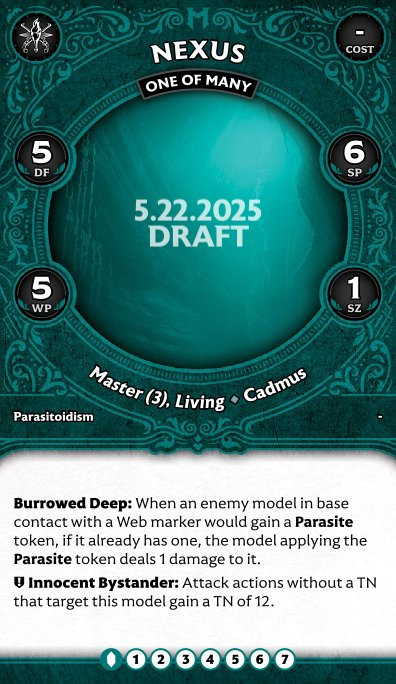 -
COST
NEXUS
ONE OF MANY
5
DF
6
SP
5.22.2025
DRAFT
5
WP
1
SZ
Master (3), Living ◆ Cadmus
Parasitoidism -
Burrowed Deep: When an enemy model in base
contact with a Web marker would gain a Parasite
token, if it already has one, the model applying the
Parasite token deals 1 damage to it.
Innocent Bystander: Attack actions without a TN
that target this model gain a TN of 12.
1 2 3 4 5 6 7